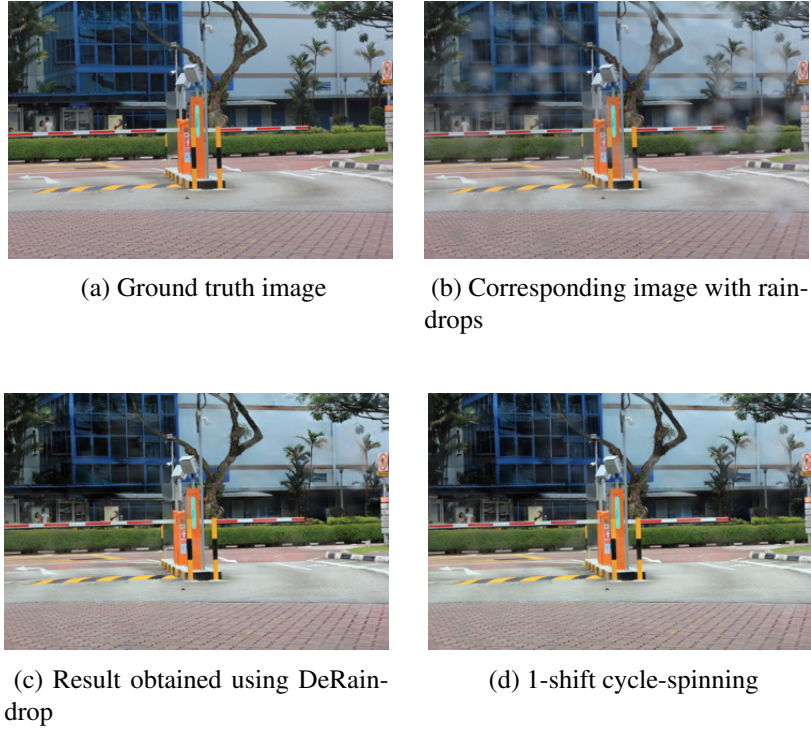 (a) Ground truth image
(b) Corresponding image with rain-
drops
(c) Result obtained using DeRain-
drop
(d) 1-shift cycle-spinning